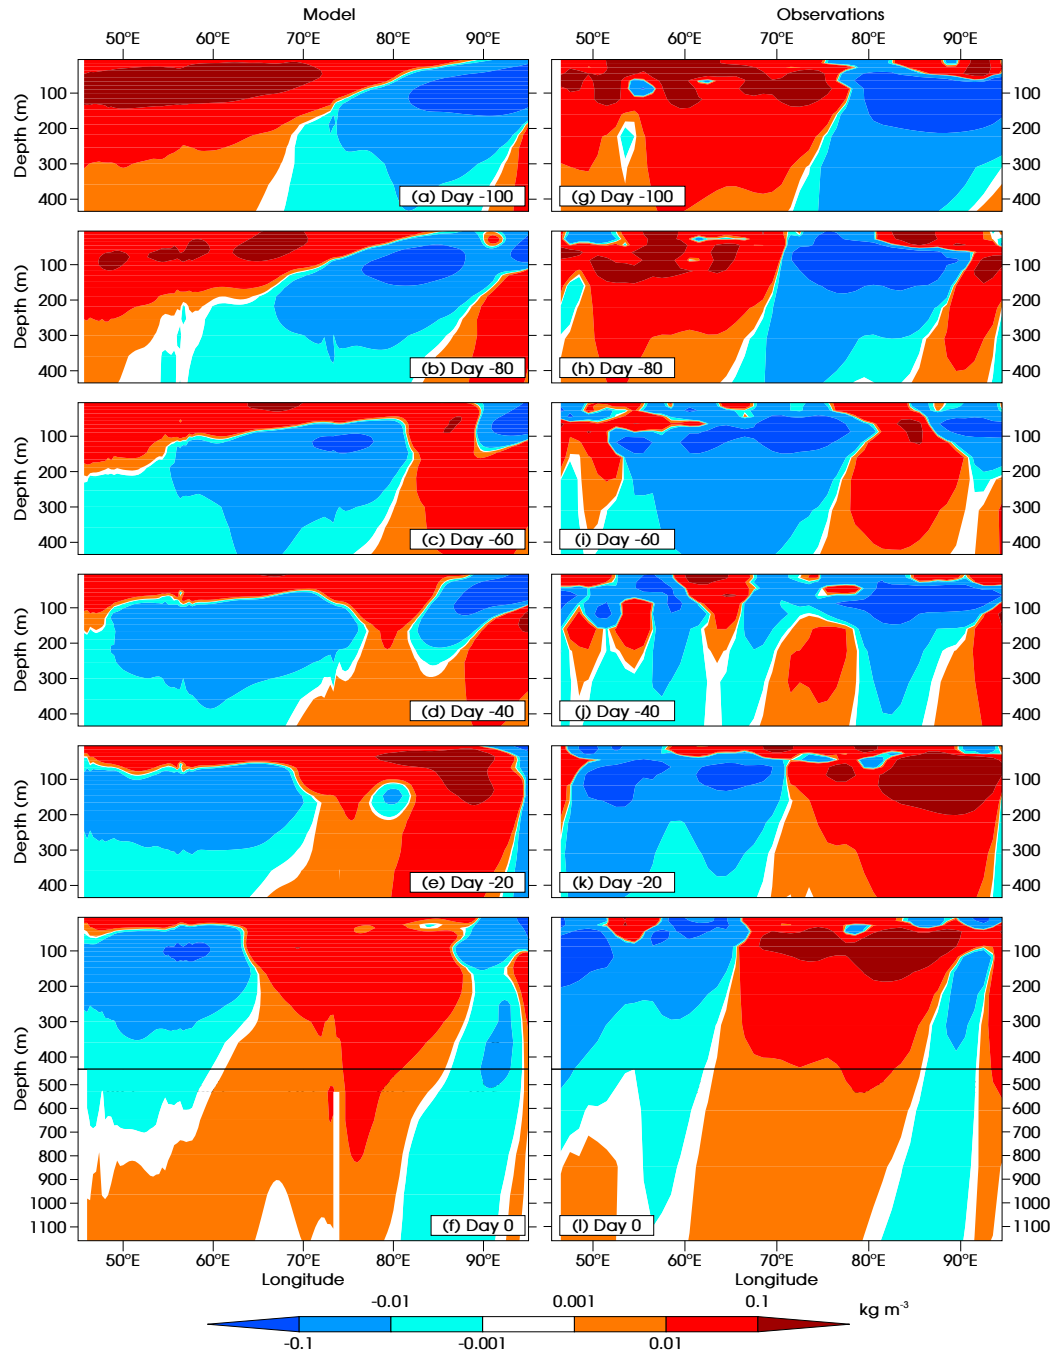 Model Observations
50°E 60°E 70°E 80°E 90°E 50°E 60°E 70°E 80°E 90°E
Depth (m) 100 200 300 400 (a) Day -100 (g) Day -100 100 200 300 400
Depth (m) 100 200 300 400 (b) Day -80 (h) Day -80 100 200 300 400
Depth (m) 100 200 300 400 (c) Day -60 (i) Day -60 100 200 300 400
Depth (m) 100 200 300 400 (d) Day -40 (j) Day -40 100 200 300 400
Depth (m) 100 200 300 400 (e) Day -20 (k) Day -20 100 200 300 400
Depth (m) 100 200 300 400 500 600 700 800 900 1000 1100 (f) Day 0 (l) Day 0 100 200 300 400 500 600 700 800 900 1000 1100
50°E 60°E 70°E 80°E 90°E 50°E 60°E 70°E 80°E 90°E
Longitude Longitude
-0.01 0.001 0.1 kg m⁻³
-0.1 -0.001 0.01